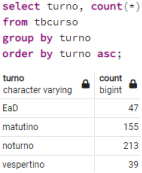 select turno, count(*)
from tbcurso
group by turno
order by turno asc;
turno count
character varying bigint
EaD 47
matutino 155
noturno 213
vespertino 39